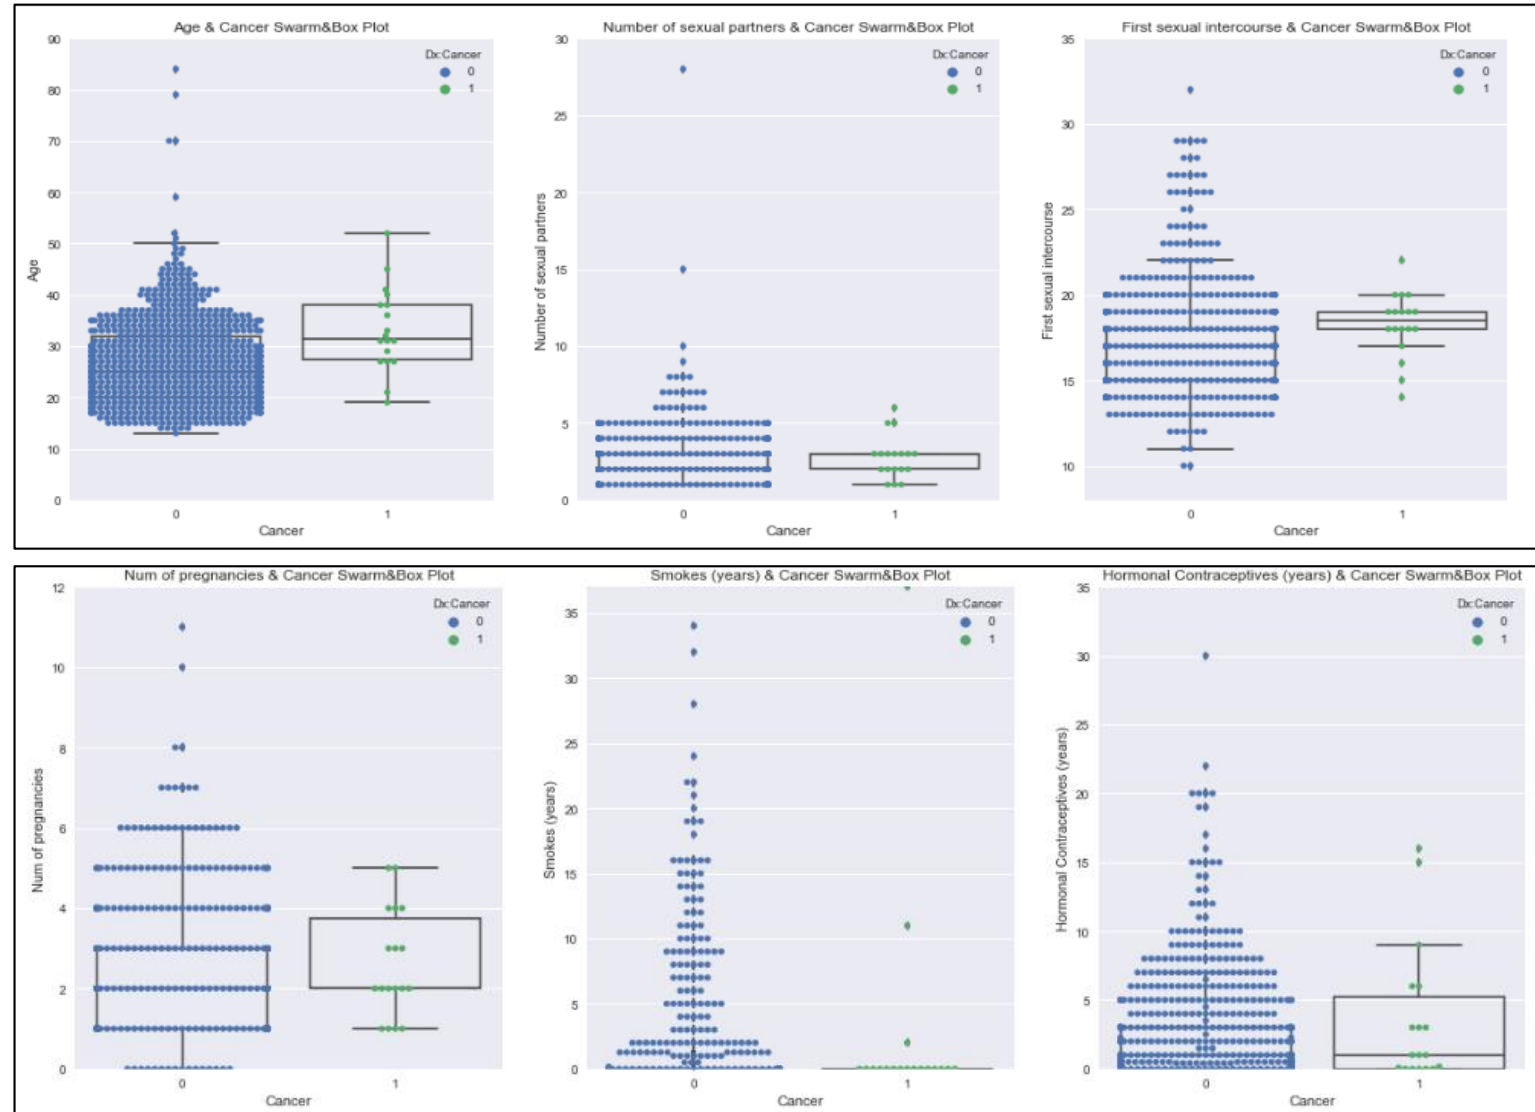 Age & Cancer Swarm&Box Plot
Dx:Cancer
0
1
90
80
70
60
50
40
30
20
10
0
Age
0
1
Cancer
Number of sexual partners & Cancer Swarm&Box Plot
Dx:Cancer
0
1
30
25
20
15
10
5
0
Number of sexual partners
0
1
Cancer
First sexual intercourse & Cancer Swarm&Box Plot
Dx:Cancer
0
1
35
30
25
20
15
10
First sexual intercourse
0
1
Cancer
Num of pregnancies & Cancer Swarm&Box Plot
Dx:Cancer
0
1
12
10
8
6
4
2
0
Num of pregnancies
0
1
Cancer
Smokes (years) & Cancer Swarm&Box Plot
Dx:Cancer
0
1
35
30
25
20
15
10
5
0
Smokes (years)
0
1
Cancer
Hormonal Contraceptives (years) & Cancer Swarm&Box Plot
Dx:Cancer
0
1
35
30
25
20
15
10
5
0
Hormonal Contraceptives (years)
0
1
Cancer